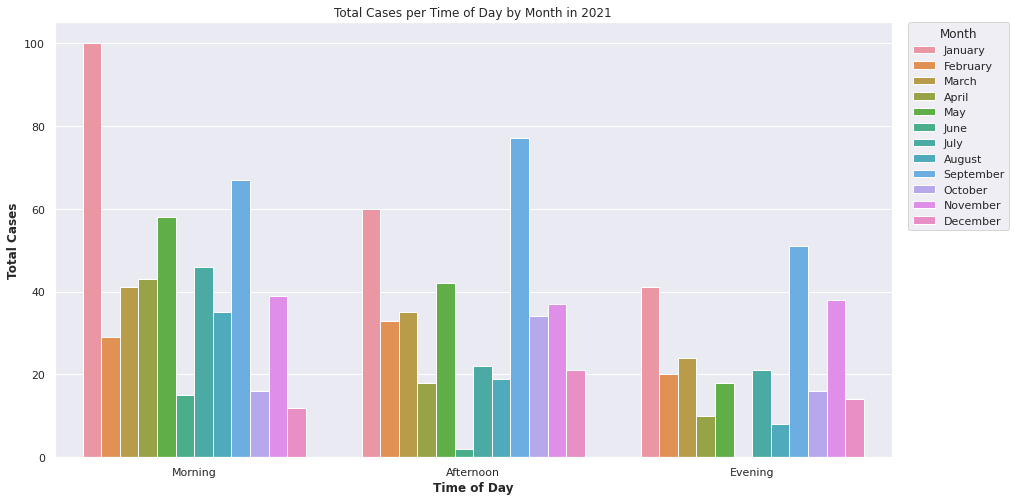 Total Cases per Time of Day by Month in 2021
Total Cases
100
80
60
40
20
0
Morning
Afternoon
Evening
Time of Day
Month
January
February
March
April
May
June
July
August
September
October
November
December